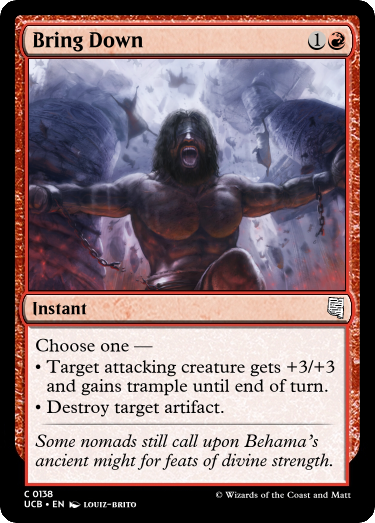 Bring Down 1
Instant
Choose one —
• Target attacking creature gets +3/+3
and gains trample until end of turn.
• Destroy target artifact.
Some nomads still call upon Behama's
ancient might for feats of divine strength.
C 0138
UCB • EN LOUIZ-BRITO
© Wizards of the Coast and Matt